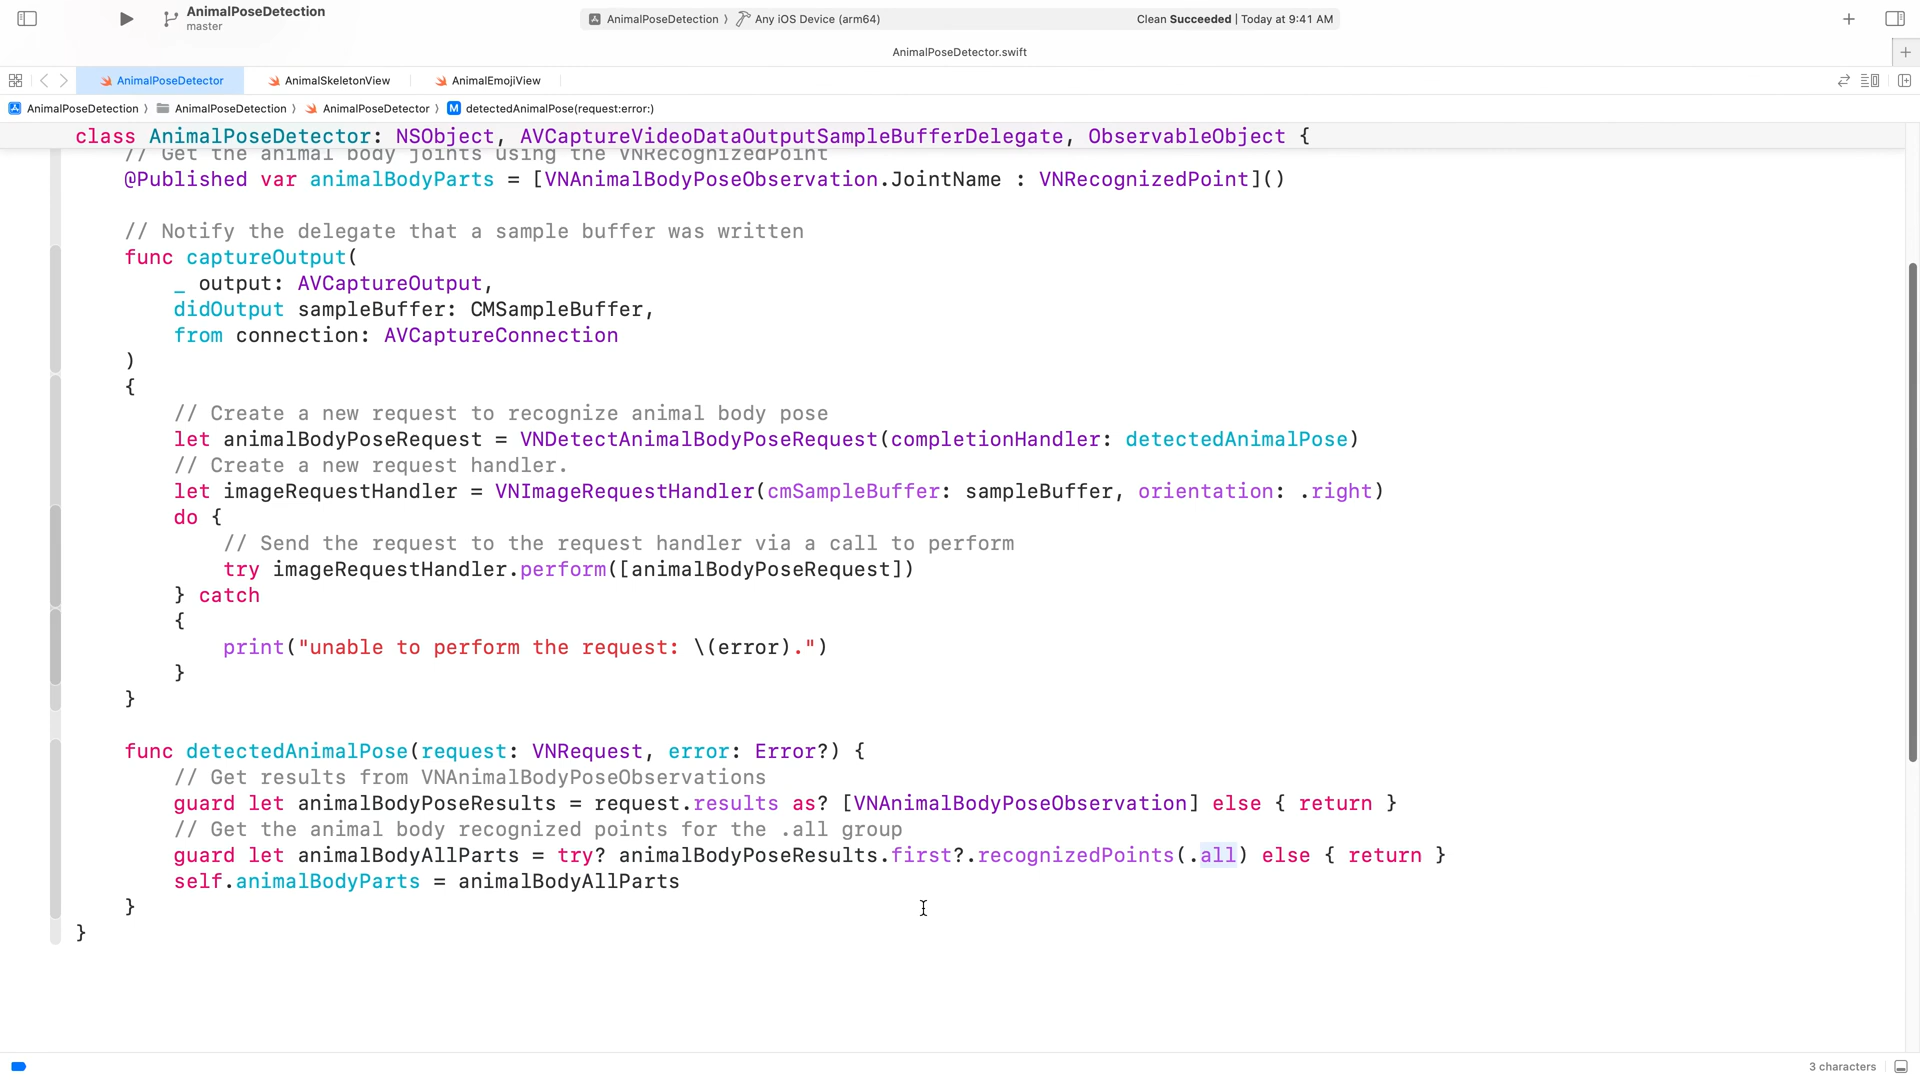 AnimalPoseDetection
master
AnimalPoseDetection 〉 Any iOS Device (arm64)
Clean Succeeded | Today at 9:41 AM
AnimalPoseDetector.swift
AnimalPoseDetector
AnimalSkeletonView
AnimalEmojiView
AnimalPoseDetection 〉 AnimalPoseDetection 〉 AnimalPoseDetector 〉 M detectedAnimalPose(request:error:)
class AnimalPoseDetector: NSObject, AVCaptureVideoDataOutputSampleBufferDelegate, ObservableObject {
// Get the animal body joints using the VNRecognizedPoint
@Published var animalBodyParts = [VNAnimalBodyPoseObservation.JointName : VNRecognizedPoint]()
// Notify the delegate that a sample buffer was written
func captureOutput(
_ output: AVCaptureOutput,
didOutput sampleBuffer: CMSampleBuffer,
from connection: AVCaptureConnection
)
{
// Create a new request to recognize animal body pose
let animalBodyPoseRequest = VNDetectAnimalBodyPoseRequest(completionHandler: detectedAnimalPose)
// Create a new request handler.
let imageRequestHandler = VNImageRequestHandler(cmSampleBuffer: sampleBuffer, orientation: .right)
do {
// Send the request to the request handler via a call to perform
try imageRequestHandler.perform([animalBodyPoseRequest])
} catch
{
print("unable to perform the request: \(error).")
}
}
func detectedAnimalPose(request: VNRequest, error: Error?) {
// Get results from VNAnimalBodyPoseObservations
guard let animalBodyPoseResults = request.results as? [VNAnimalBodyPoseObservation] else { return }
// Get the animal body recognized points for the .all group
guard let animalBodyAllParts = try? animalBodyPoseResults.first?.recognizedPoints(.all) else { return }
self.animalBodyParts = animalBodyAllParts
}
}
3 characters